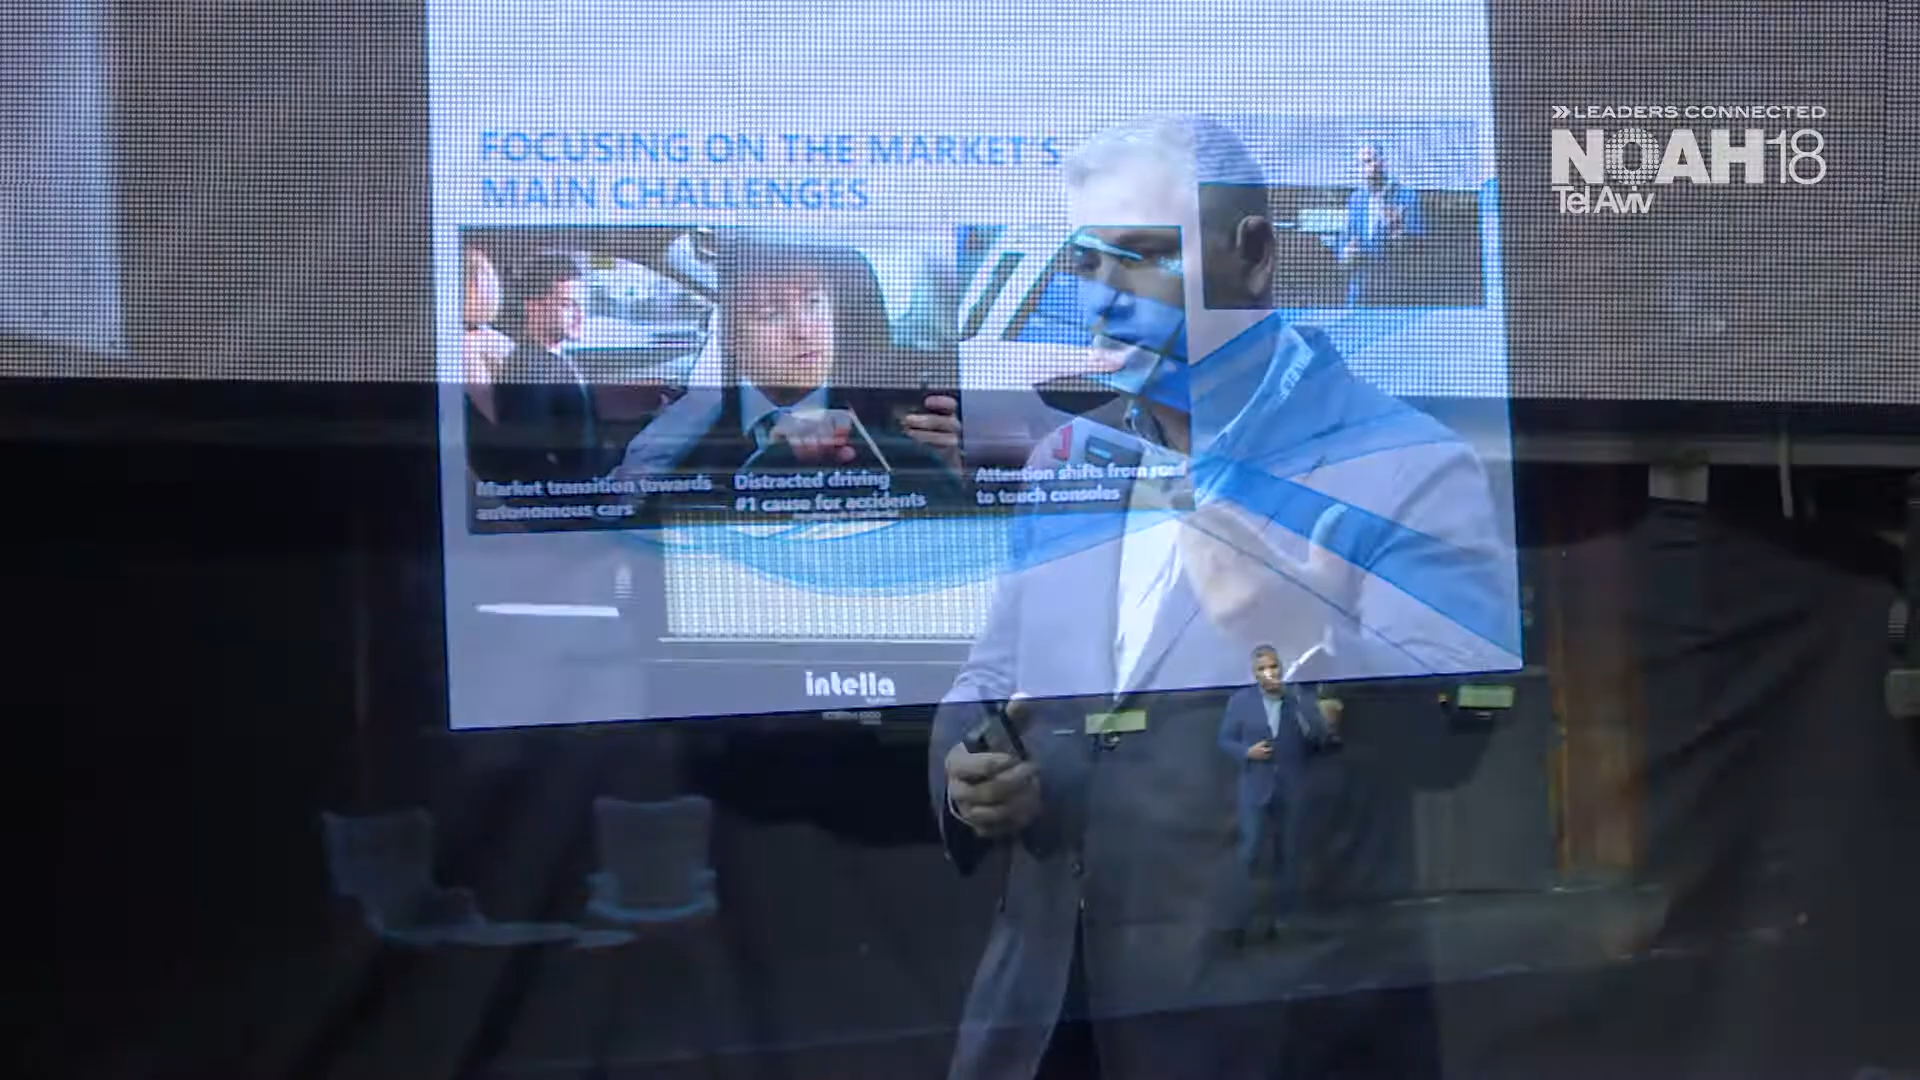 LEADERS CONNECTED
NOAH18
Tel Aviv
FOCUSING ON THE MARKET'S
MAIN CHALLENGES
Market transition towards
autonomous cars
Distracted driving
#1 cause for accidents
Attention shifts from road
to touch consoles
intella